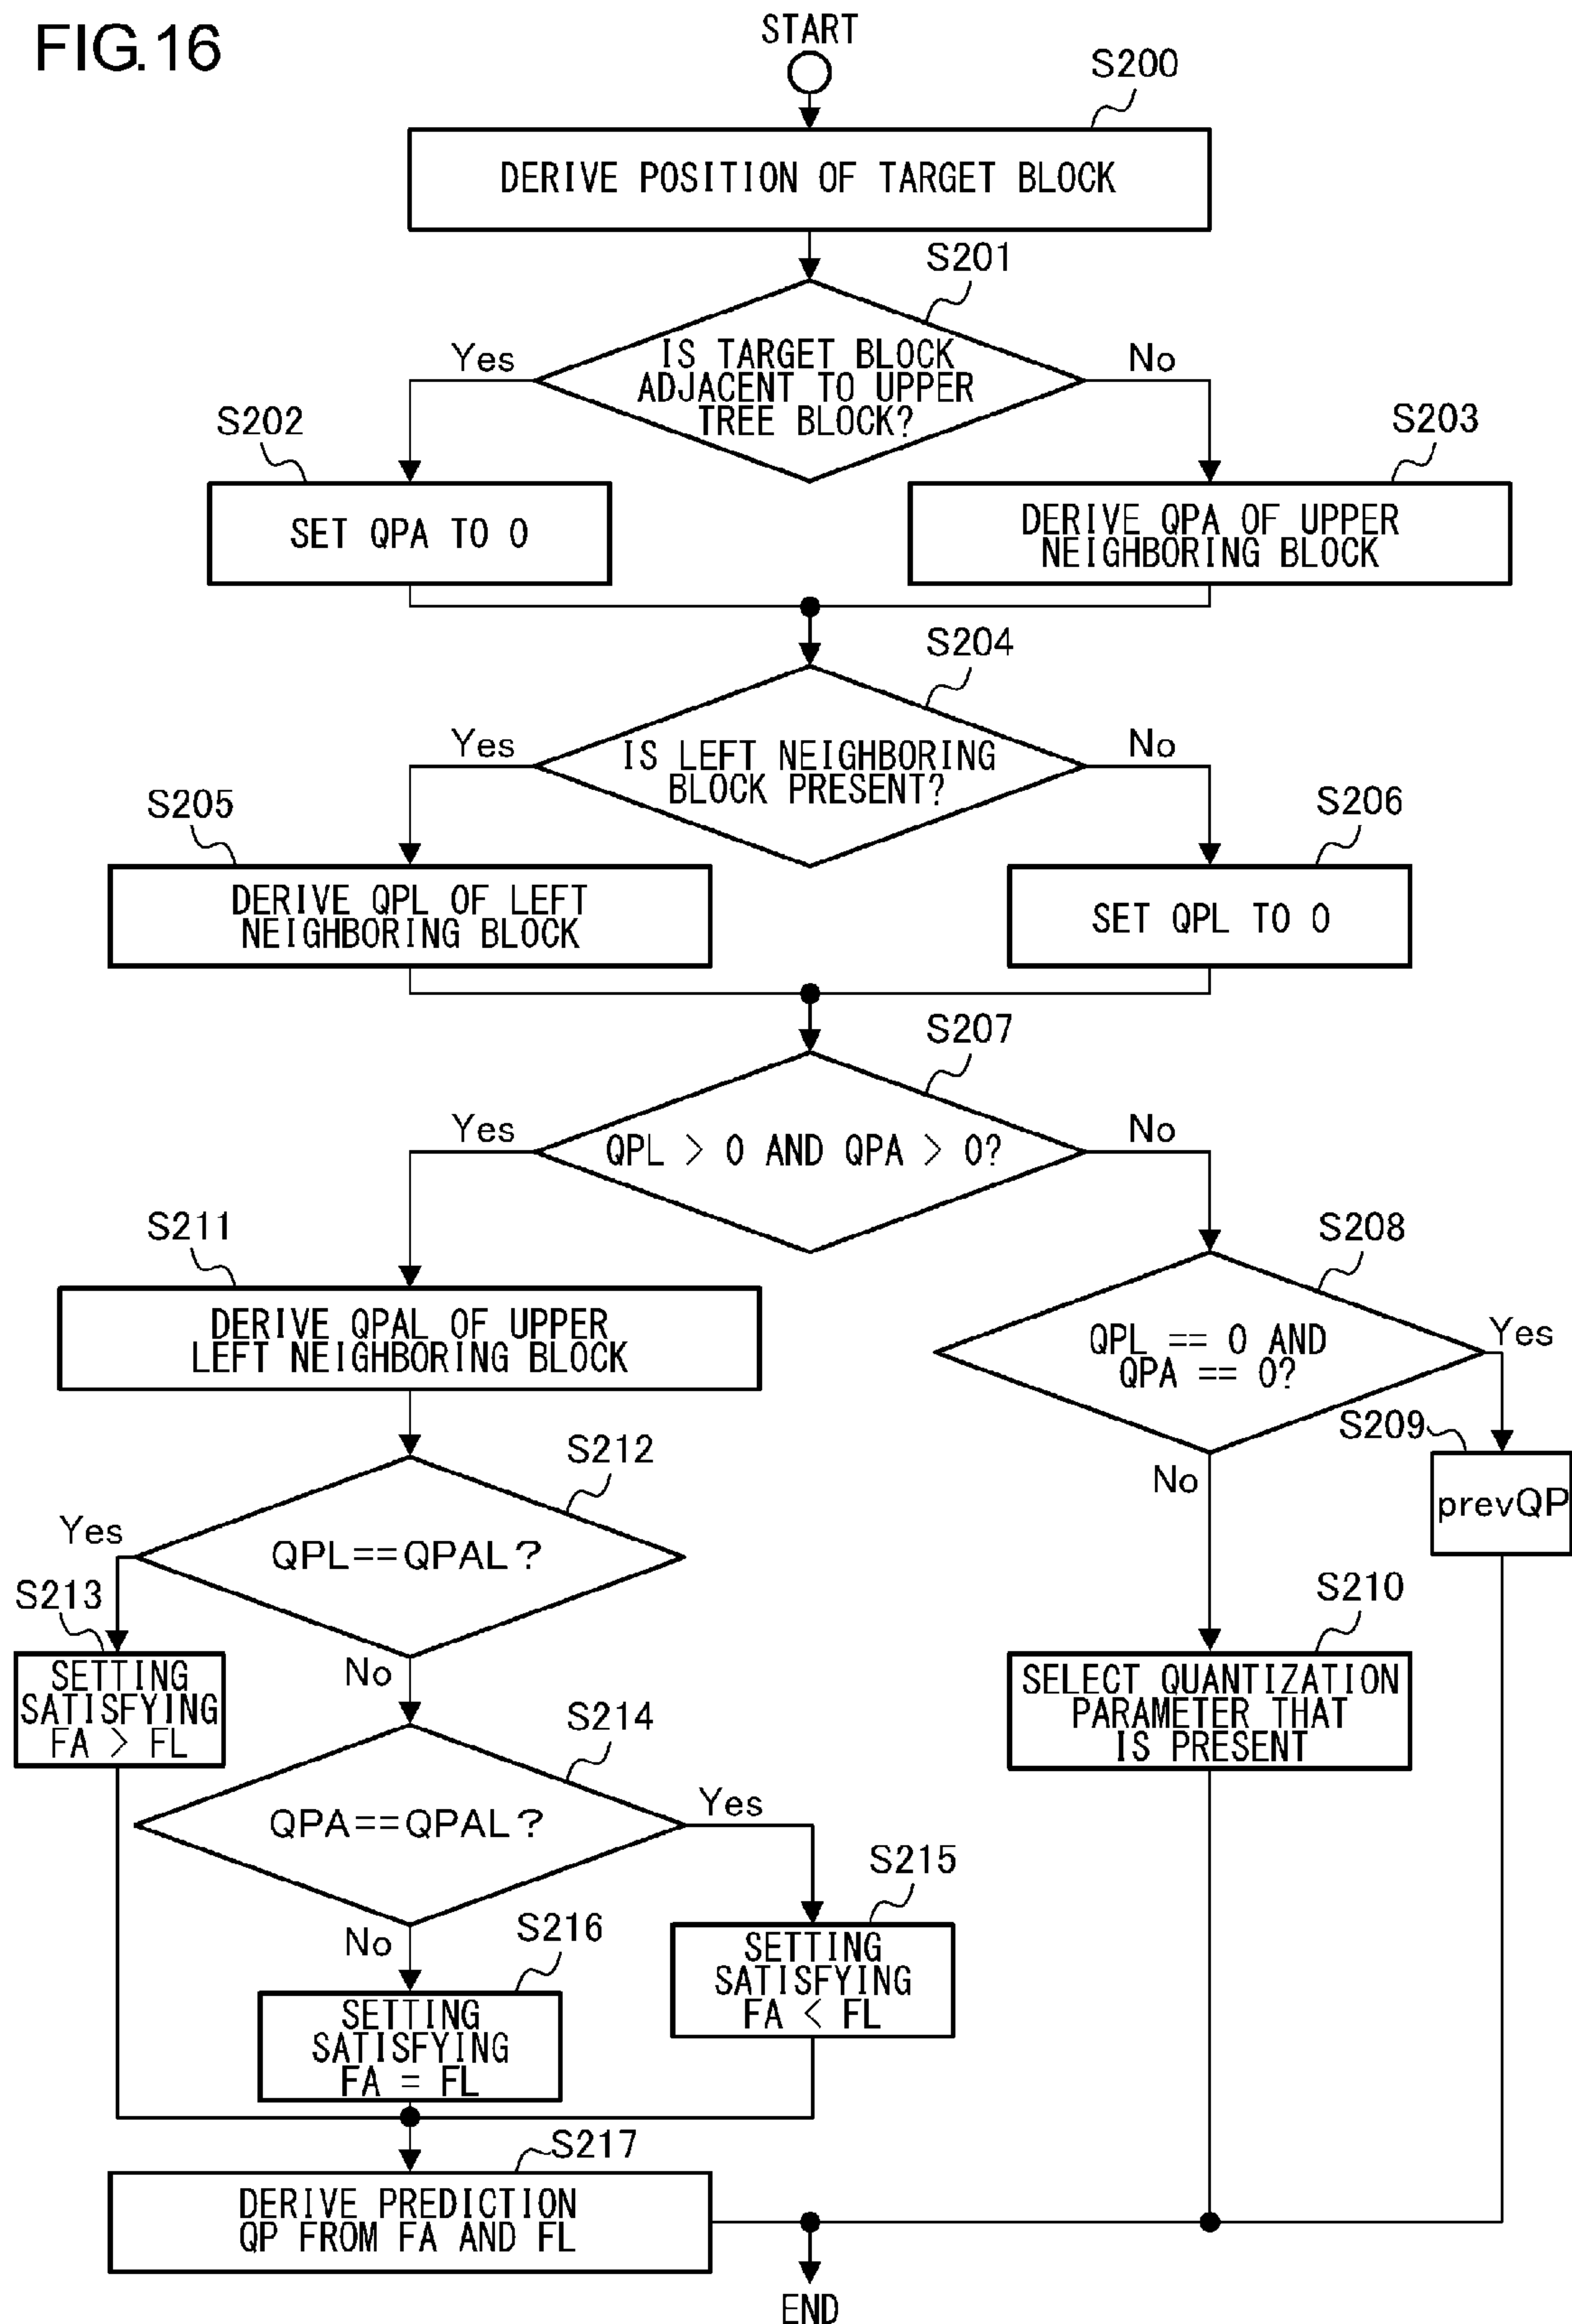 FIG.16
START
S200
DERIVE POSITION OF TARGET BLOCK
S201
IS TARGET BLOCK
ADJACENT TO UPPER
TREE BLOCK?
Yes
No
S202
SET QPA TO 0
S203
DERIVE QPA OF UPPER
NEIGHBORING BLOCK
S204
IS LEFT NEIGHBORING
BLOCK PRESENT?
Yes
No
S205
DERIVE QPL OF LEFT
NEIGHBORING BLOCK
S206
SET QPL TO 0
S207
QPL > 0 AND QPA > 0?
Yes
No
S211
DERIVE QPAL OF UPPER
LEFT NEIGHBORING BLOCK
S208
QPL == 0 AND
QPA == 0?
Yes
No
S209
prevQP
S212
QPL==QPAL?
Yes
No
S213
SETTING
SATISFYING
FA > FL
S210
SELECT QUANTIZATION
PARAMETER THAT
IS PRESENT
S214
QPA==QPAL?
Yes
No
S215
SETTING
SATISFYING
FA < FL
S216
SETTING
SATISFYING
FA = FL
S217
DERIVE PREDICTION
QP FROM FA AND FL
END